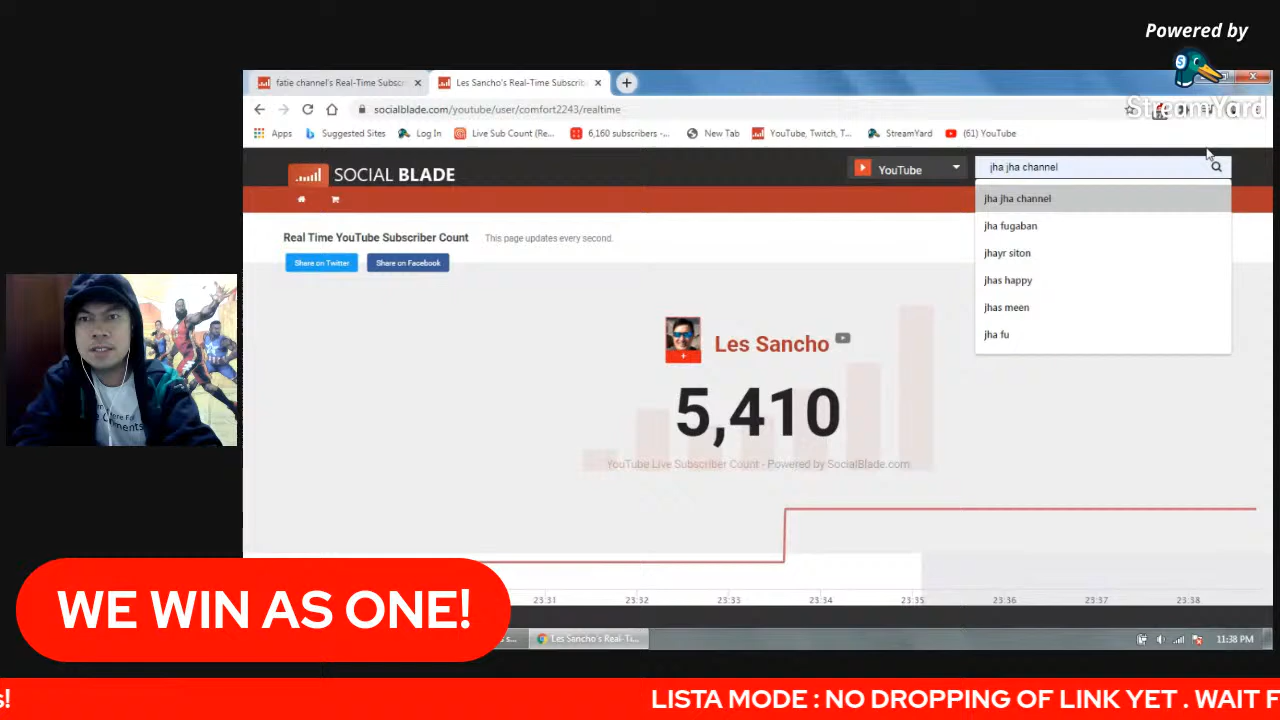 Powered by
StreamYard
fatie channel's Real-Time Subscr
Les Sancho's Real-Time Subscrib
socialblade.com/youtube/user/comfort2243/realtime
Apps
Suggested Sites
Log In
Live Sub Count (Re...
6,160 subscribers -...
New Tab
YouTube, Twitch, T...
StreamYard
(61) YouTube
SOCIAL BLADE
YouTube
jha jha channel
jha jha channel
jha fugaban
jhayr siton
jhas happy
jhas meen
jha fu
Real Time YouTube Subscriber Count
This page updates every second.
Share on Twitter
Share on Facebook
Les Sancho
5,410
YouTube Live Subscriber Count - Powered by SocialBlade.com
23:31 23:32 23:33 23:34 23:35 23:36 23:37 23:38
WE WIN AS ONE!
Les Sancho's Real-Ti...
11:38 PM
s!
LISTA MODE : NO DROPPING OF LINK YET . WAIT F